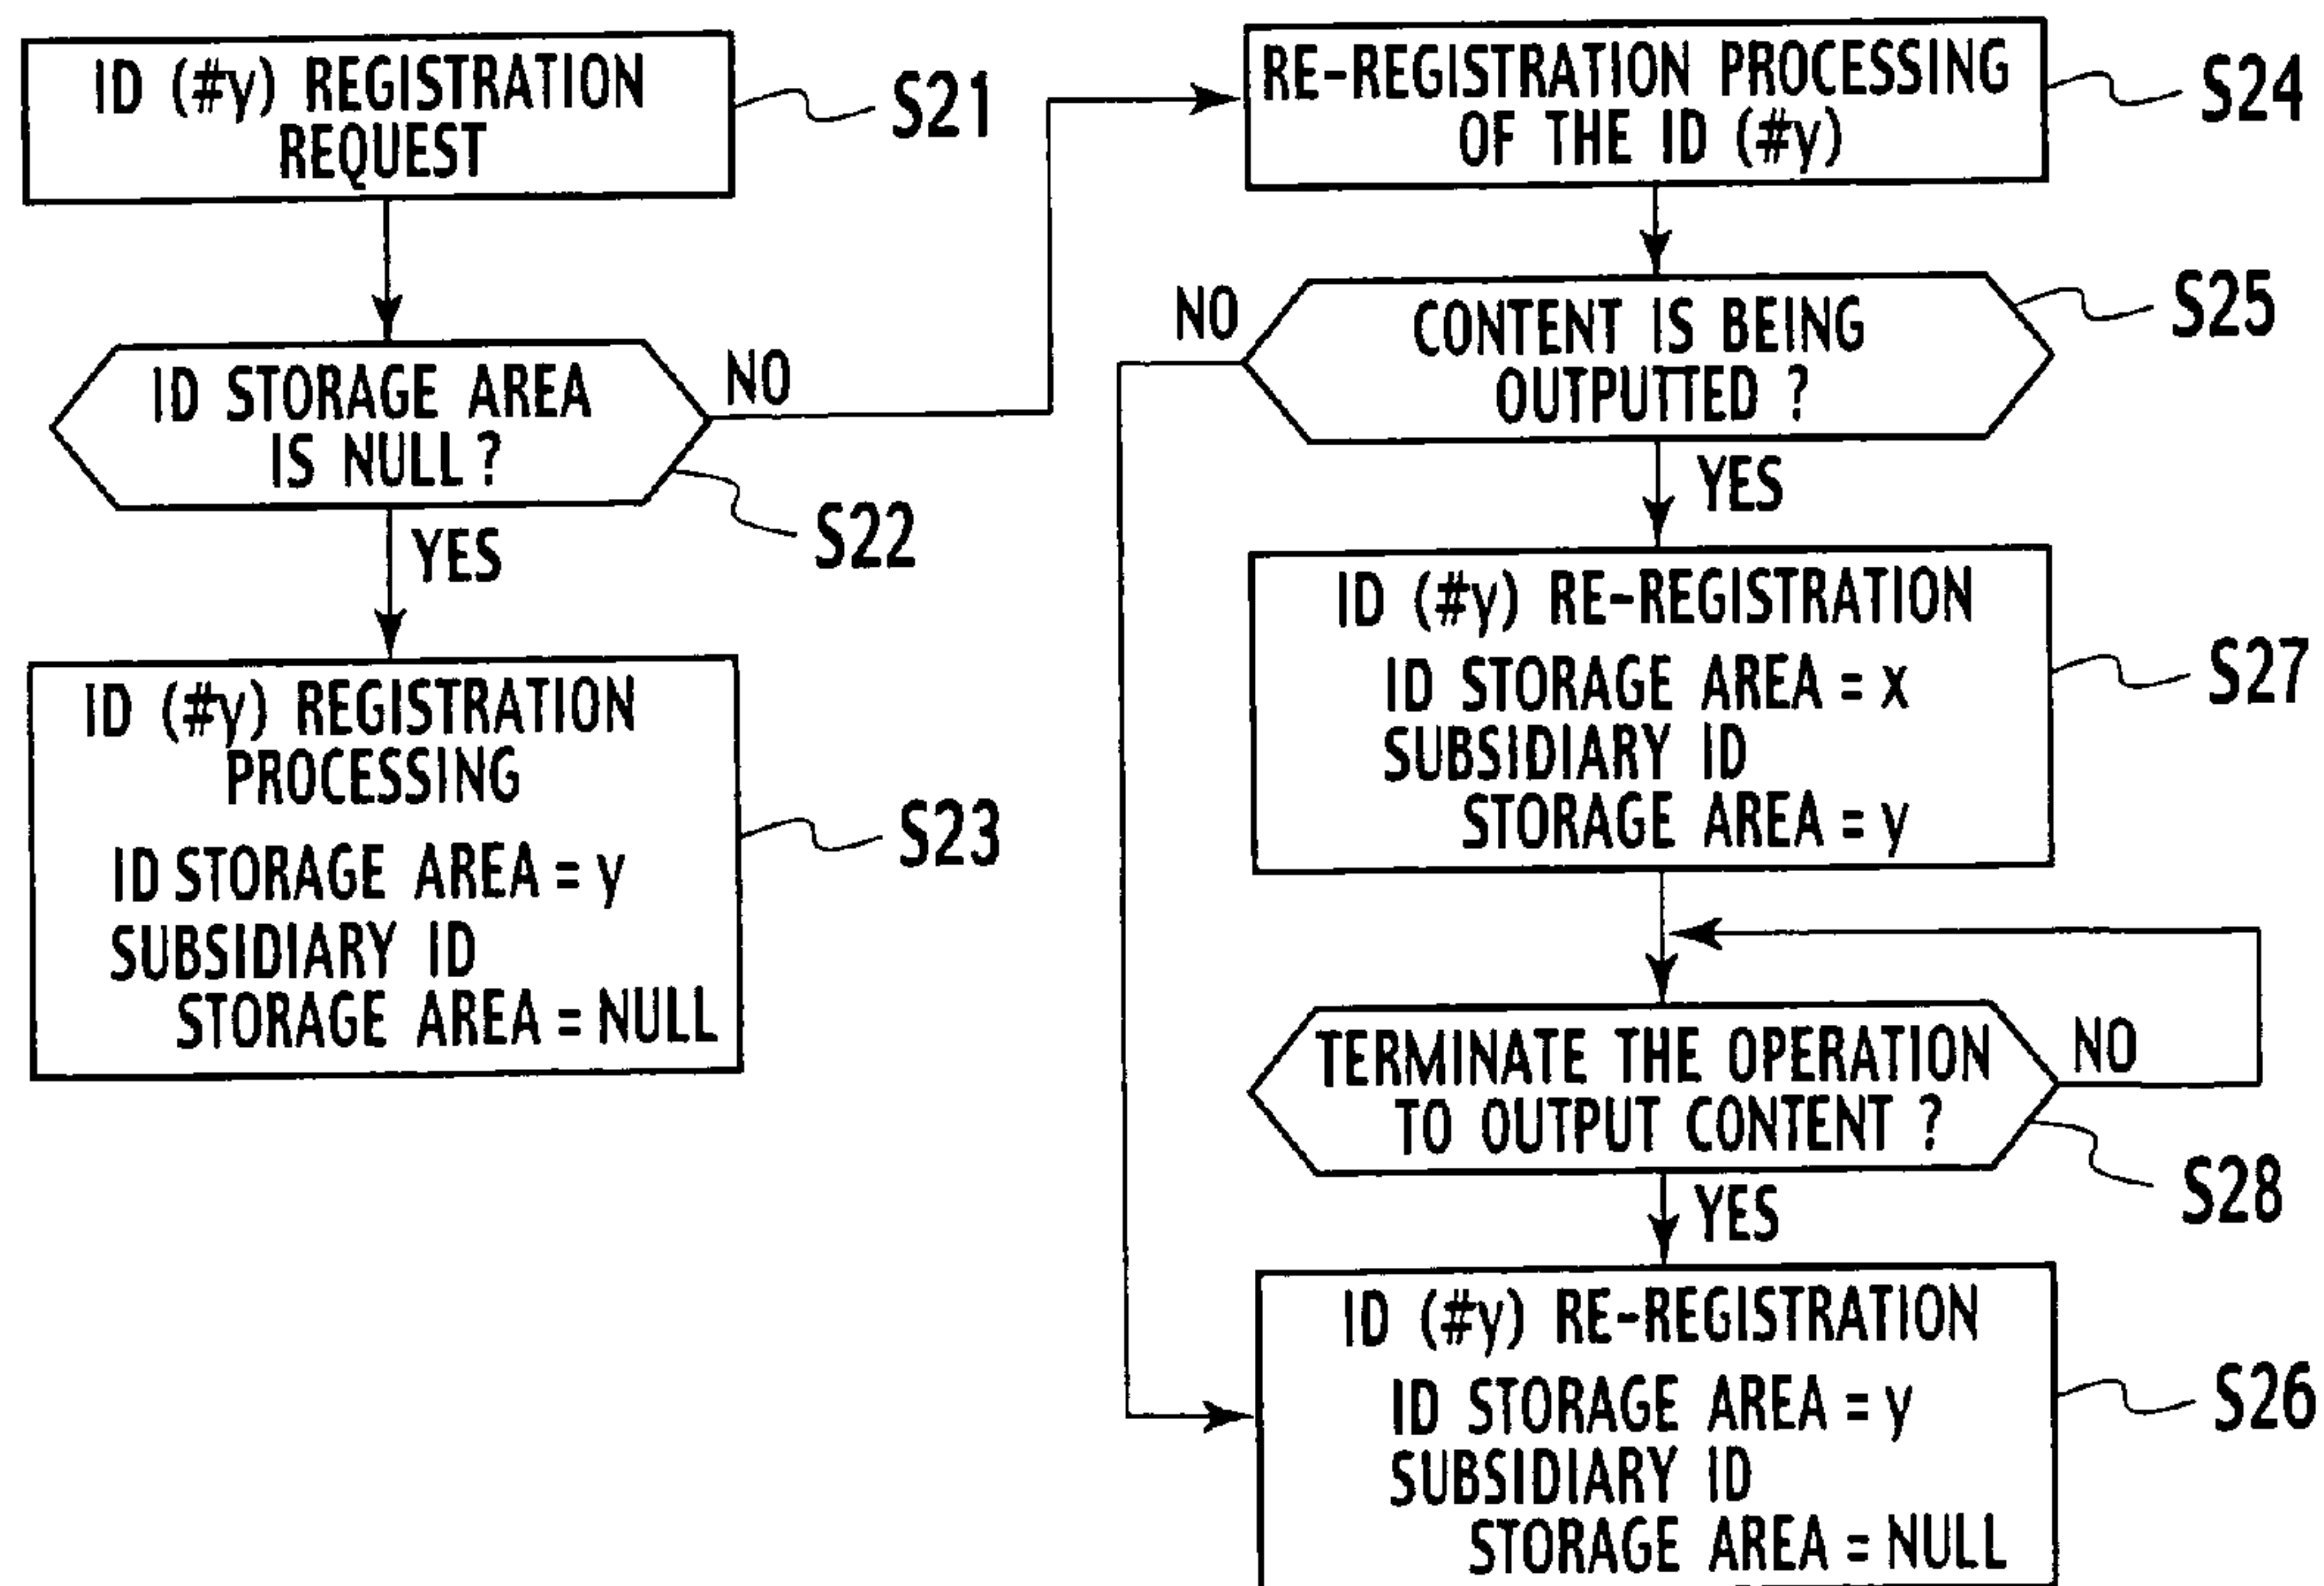 ID (#y) REGISTRATION
REQUEST
S21
ID STORAGE AREA
IS NULL ?
NO
S22
YES
ID (#y) REGISTRATION
PROCESSING
ID STORAGE AREA = y
SUBSIDIARY ID
STORAGE AREA = NULL
S23
RE-REGISTRATION PROCESSING
OF THE ID (#y)
S24
NO
CONTENT IS BEING
OUTPUTTED ?
S25
YES
ID (#y) RE-REGISTRATION
ID STORAGE AREA = x
SUBSIDIARY ID
STORAGE AREA = y
S27
TERMINATE THE OPERATION
TO OUTPUT CONTENT ?
NO
S28
YES
ID (#y) RE-REGISTRATION
ID STORAGE AREA = y
SUBSIDIARY ID
STORAGE AREA = NULL
S26